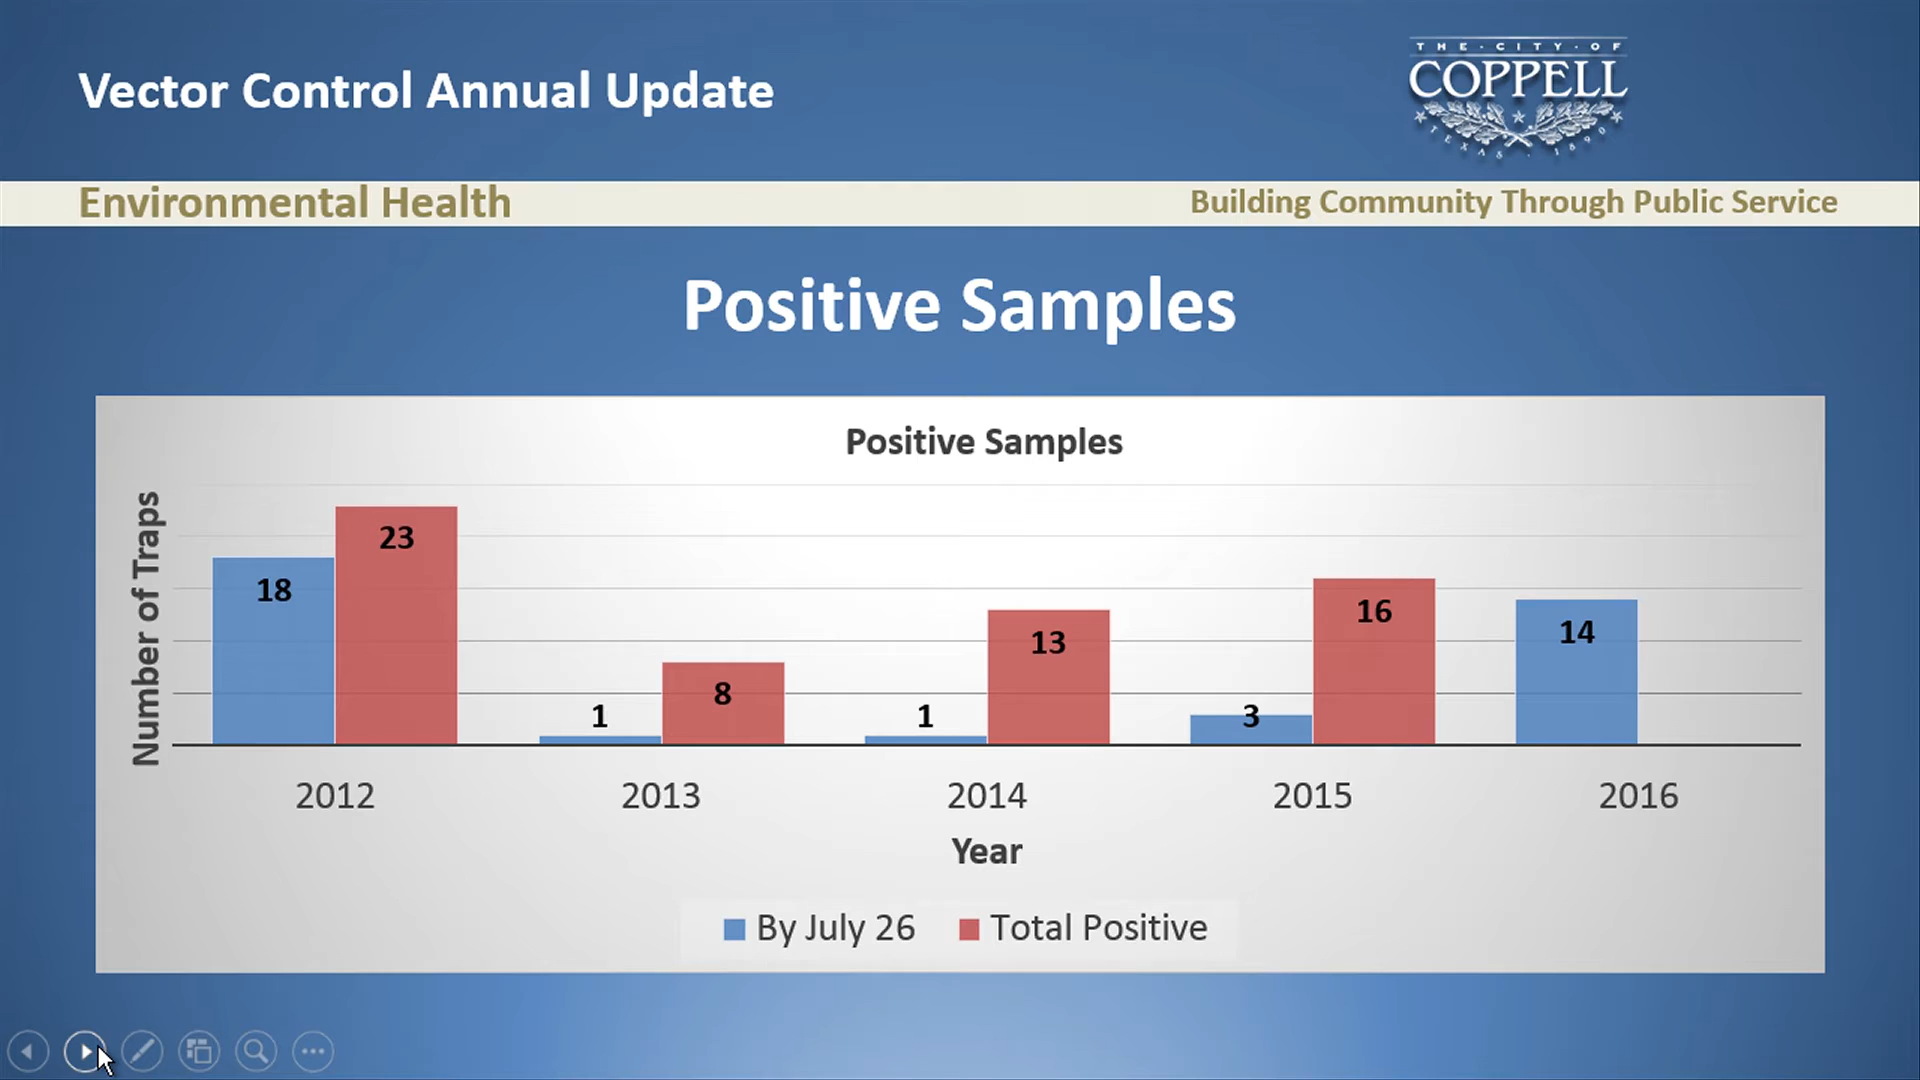 Vector Control Annual Update
THE·CITY·OF
COPPELL
TEXAS · 1890
Environmental Health
Building Community Through Public Service
Positive Samples
Positive Samples
Number of Traps
18
23
1
8
1
13
3
16
14
2012
2013
2014
2015
2016
Year
By July 26
Total Positive